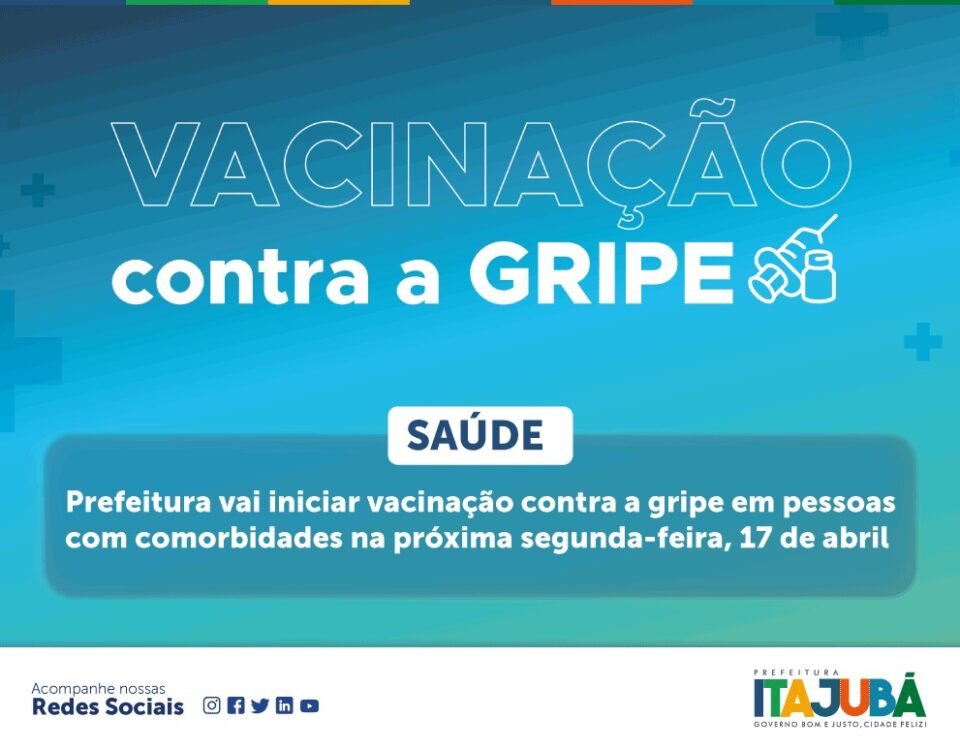 VACINAÇÃO
contra a GRIPE
SAÚDE
Prefeitura vai iniciar vacinação contra a gripe em pessoas
com comorbidades na próxima segunda-feira, 17 de abril
Acompanhe nossas
Redes Sociais
PREFEITURA
ITAJUBÁ
GOVERNO BOM E JUSTO, CIDADE FELIZ!